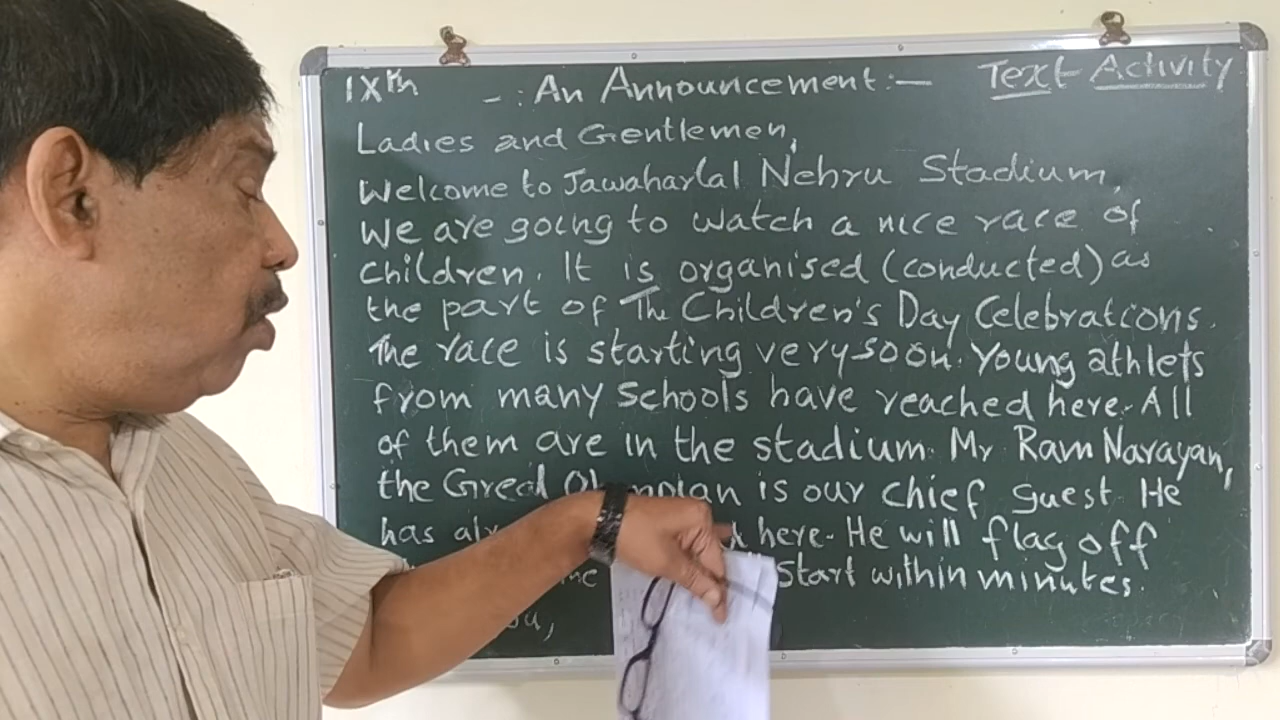 IXth -: An Announcement:- Text Activity
Ladies and Gentlemen,
Welcome to Jawaharlal Nehru Stadium.
We are going to watch a nice race of
children. It is organised (conducted) as
the part of The Children's Day Celebrations.
The race is starting very soon. Young athlets
from many schools have reached here. All
of them are in the stadium. Mr Ram Narayan,
the Great is our chief guest. He
has here. He will flag off
Start within minutes.